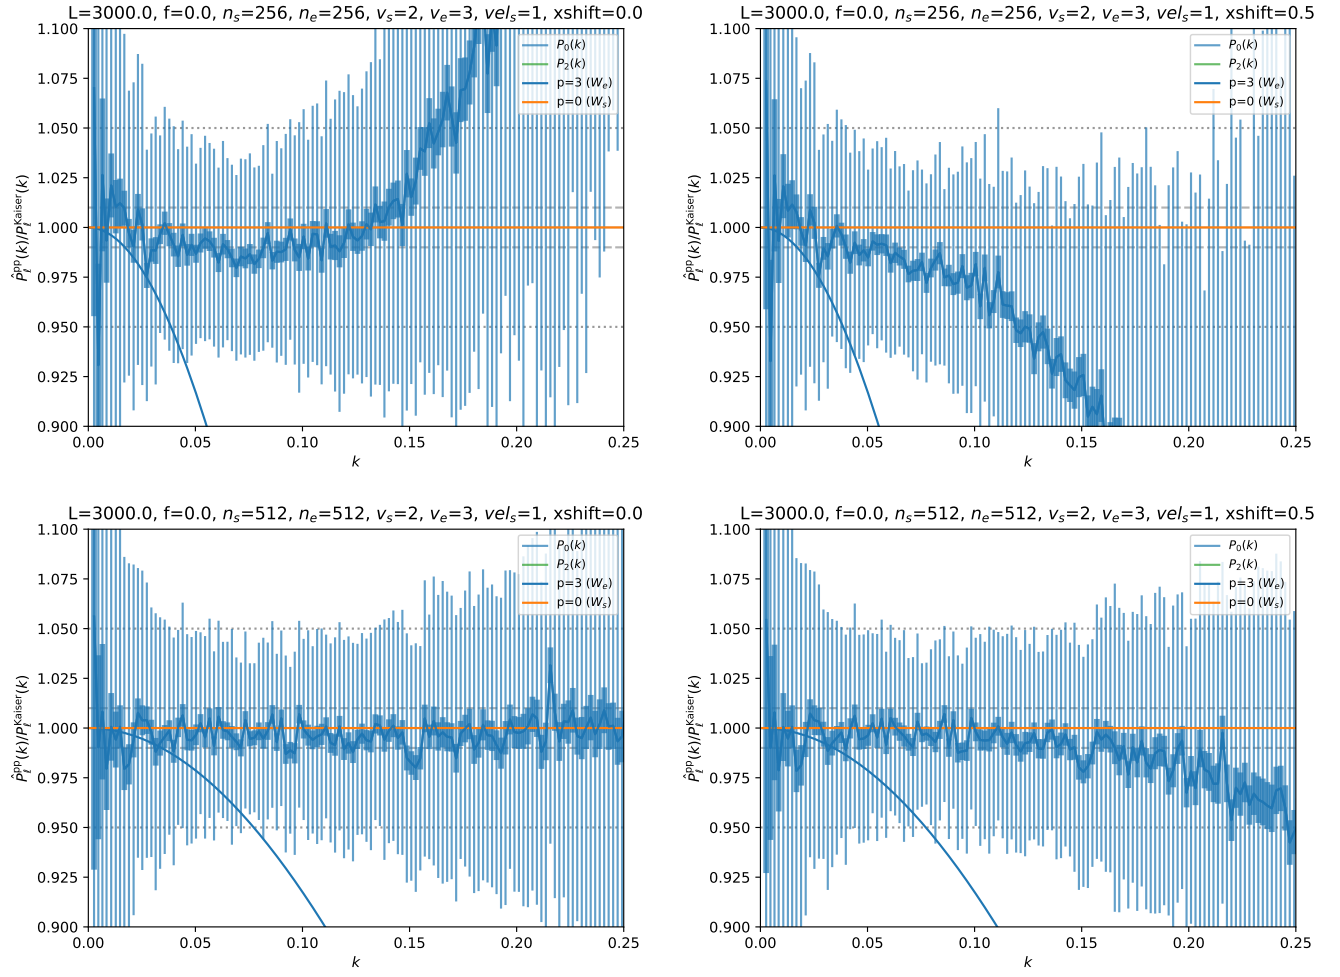 L=3000.0, f=0.0, n_s=256, n_e=256, v_s=2, v_e=3, vel_s=1, xshift=0.0
1.100
1.075
1.050
1.025
1.000
0.975
0.950
0.925
0.900
P̂_ℓ^pp(k)/P_ℓ^Kaiser(k)
P_0(k)
P_2(k)
p=3 (W_e)
p=0 (W_s)
0.00 0.05 0.10 0.15 0.20 0.25
k
L=3000.0, f=0.0, n_s=256, n_e=256, v_s=2, v_e=3, vel_s=1, xshift=0.5
1.100
1.075
1.050
1.025
1.000
0.975
0.950
0.925
0.900
P̂_ℓ^pp(k)/P_ℓ^Kaiser(k)
P_0(k)
P_2(k)
p=3 (W_e)
p=0 (W_s)
0.00 0.05 0.10 0.15 0.20 0.25
k
L=3000.0, f=0.0, n_s=512, n_e=512, v_s=2, v_e=3, vel_s=1, xshift=0.0
1.100
1.075
1.050
1.025
1.000
0.975
0.950
0.925
0.900
P̂_ℓ^pp(k)/P_ℓ^Kaiser(k)
P_0(k)
P_2(k)
p=3 (W_e)
p=0 (W_s)
0.00 0.05 0.10 0.15 0.20 0.25
k
L=3000.0, f=0.0, n_s=512, n_e=512, v_s=2, v_e=3, vel_s=1, xshift=0.5
1.100
1.075
1.050
1.025
1.000
0.975
0.950
0.925
0.900
P̂_ℓ^pp(k)/P_ℓ^Kaiser(k)
P_0(k)
P_2(k)
p=3 (W_e)
p=0 (W_s)
0.00 0.05 0.10 0.15 0.20 0.25
k